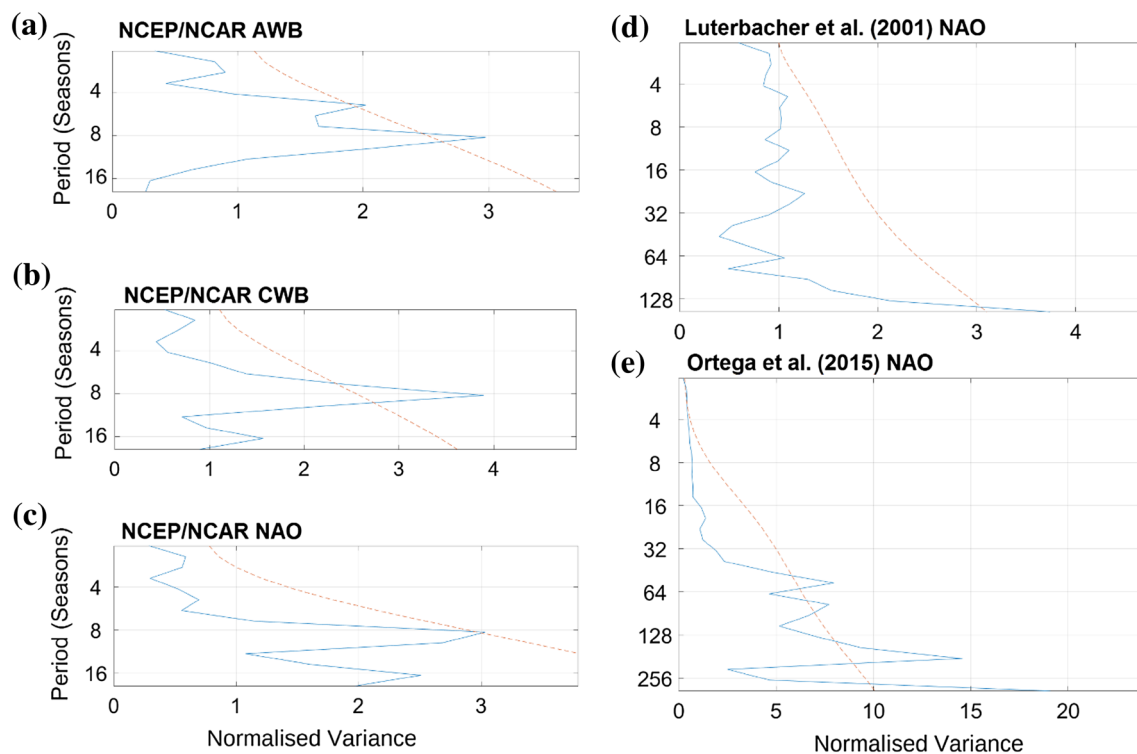 (a)
NCEP/NCAR AWB
Period (Seasons)
4
8
16
0 1 2 3
(b)
NCEP/NCAR CWB
Period (Seasons)
4
8
16
0 1 2 3 4
(c)
NCEP/NCAR NAO
Period (Seasons)
4
8
16
0 1 2 3
Normalised Variance
(d)
Luterbacher et al. (2001) NAO
4
8
16
32
64
128
0 1 2 3 4
(e)
Ortega et al. (2015) NAO
4
8
16
32
64
128
256
0 5 10 15 20
Normalised Variance